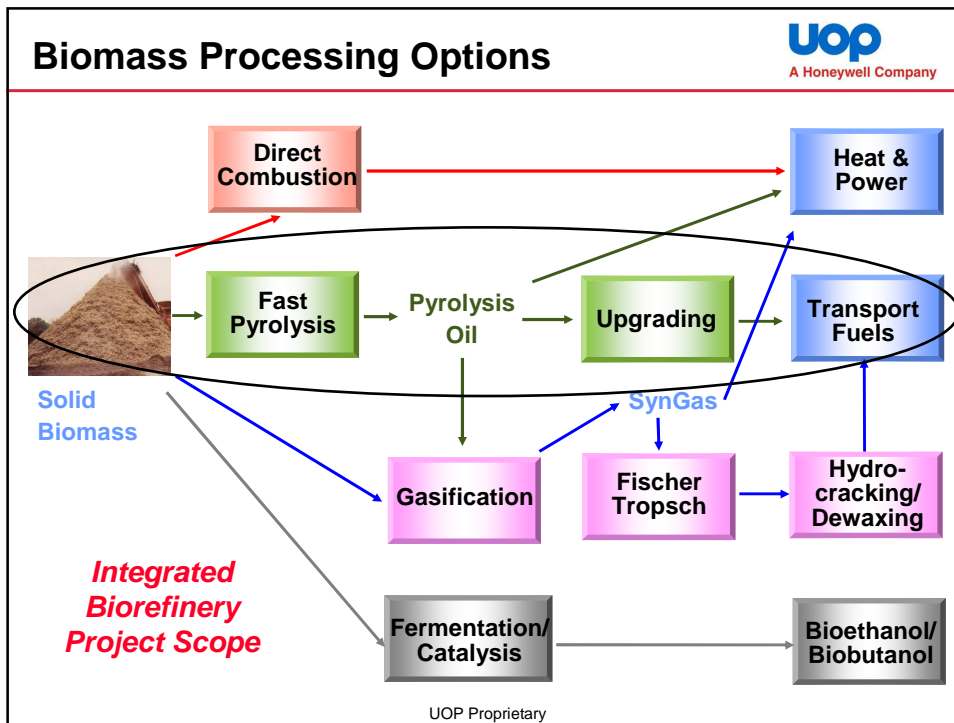 Biomass Processing Options
uop
A Honeywell Company
Direct
Combustion
Heat &
Power
Fast
Pyrolysis
Pyrolysis
Oil
Upgrading
Transport
Fuels
Solid
Biomass
SynGas
Gasification
Fischer
Tropsch
Hydro-
cracking/
Dewaxing
Integrated
Biorefinery
Project Scope
Fermentation/
Catalysis
Bioethanol/
Biobutanol
UOP Proprietary